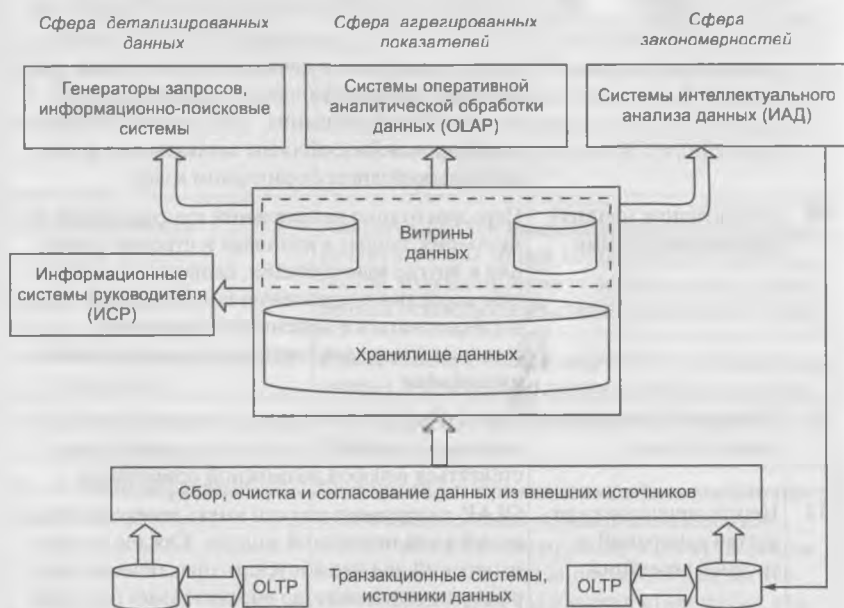 Сфера детализированных
данных
Сфера агрегированных
показателей
Сфера
закономерностей
Генераторы запросов,
информационно-поисковые
системы
Системы оперативной
аналитической обработки
данных (OLAP)
Системы интеллектуального
анализа данных (ИАД)
Витрины
данных
Информационные
системы руководителя
(ИСР)
Хранилище данных
Сбор, очистка и согласование данных из внешних источников
OLTP
Транзакционные системы,
источники данных
OLTP